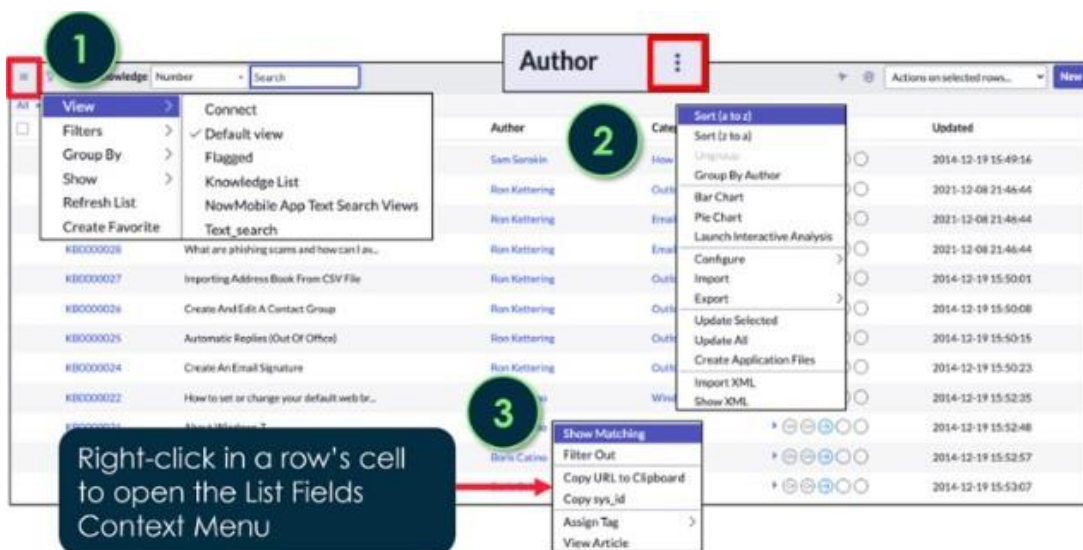 1
Knowledge Number Search
Author
Actions on selected rows...
New
All
View
Filters
Group By
Show
Refresh List
Create Favorite
Connect
Default view
Flagged
Knowledge List
NowMobile App Text Search Views
Text_search
2
Sort (a to z)
Sort (z to a)
Ungroup
Group By Author
Bar Chart
Pie Chart
Launch Interactive Analysis
Configure
Import
Export
Update Selected
Update All
Create Application Files
Import XML
Show XML
Author Updated
Sam Sorokin How 2014-12-19 15:49:16
Ron Kettering 2021-12-08 21:46:44
Ron Kettering Email 2021-12-08 21:46:44
KB0000028 What are phishing scams and how can I av... Ron Kettering Email 2021-12-08 21:46:44
KB0000027 Importing Address Book From CSV File Ron Kettering 2014-12-19 15:50:01
KB0000026 Create And Edit A Contact Group Ron Kettering 2014-12-19 15:50:08
KB0000025 Automatic Replies (Out Of Office) Ron Kettering 2014-12-19 15:50:15
KB0000024 Create An Email Signature Ron Kettering 2014-12-19 15:50:23
KB0000022 How to set or change your default web br... 2014-12-19 15:52:35
2014-12-19 15:52:48
Boris Catino 2014-12-19 15:52:57
2014-12-19 15:53:07
3
Show Matching
Filter Out
Copy URL to Clipboard
Copy sys_id
Assign Tag
View Article
Right-click in a row's cell
to open the List Fields
Context Menu